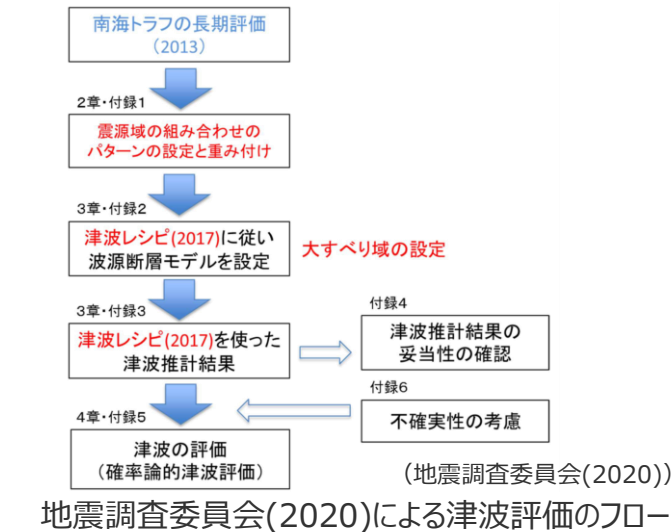 南海トラフの長期評価
(2013)
2章・付録1
震源域の組み合わせの
パターンの設定と重み付け
3章・付録2
津波レシピ(2017)に従い
波源断層モデルを設定
大すべり域の設定
3章・付録3
津波レシピ(2017)を使った
津波推計結果
付録4
津波推計結果の
妥当性の確認
付録6
不確実性の考慮
4章・付録5
津波の評価
(確率論的津波評価)
(地震調査委員会(2020))
地震調査委員会(2020)による津波評価のフロー